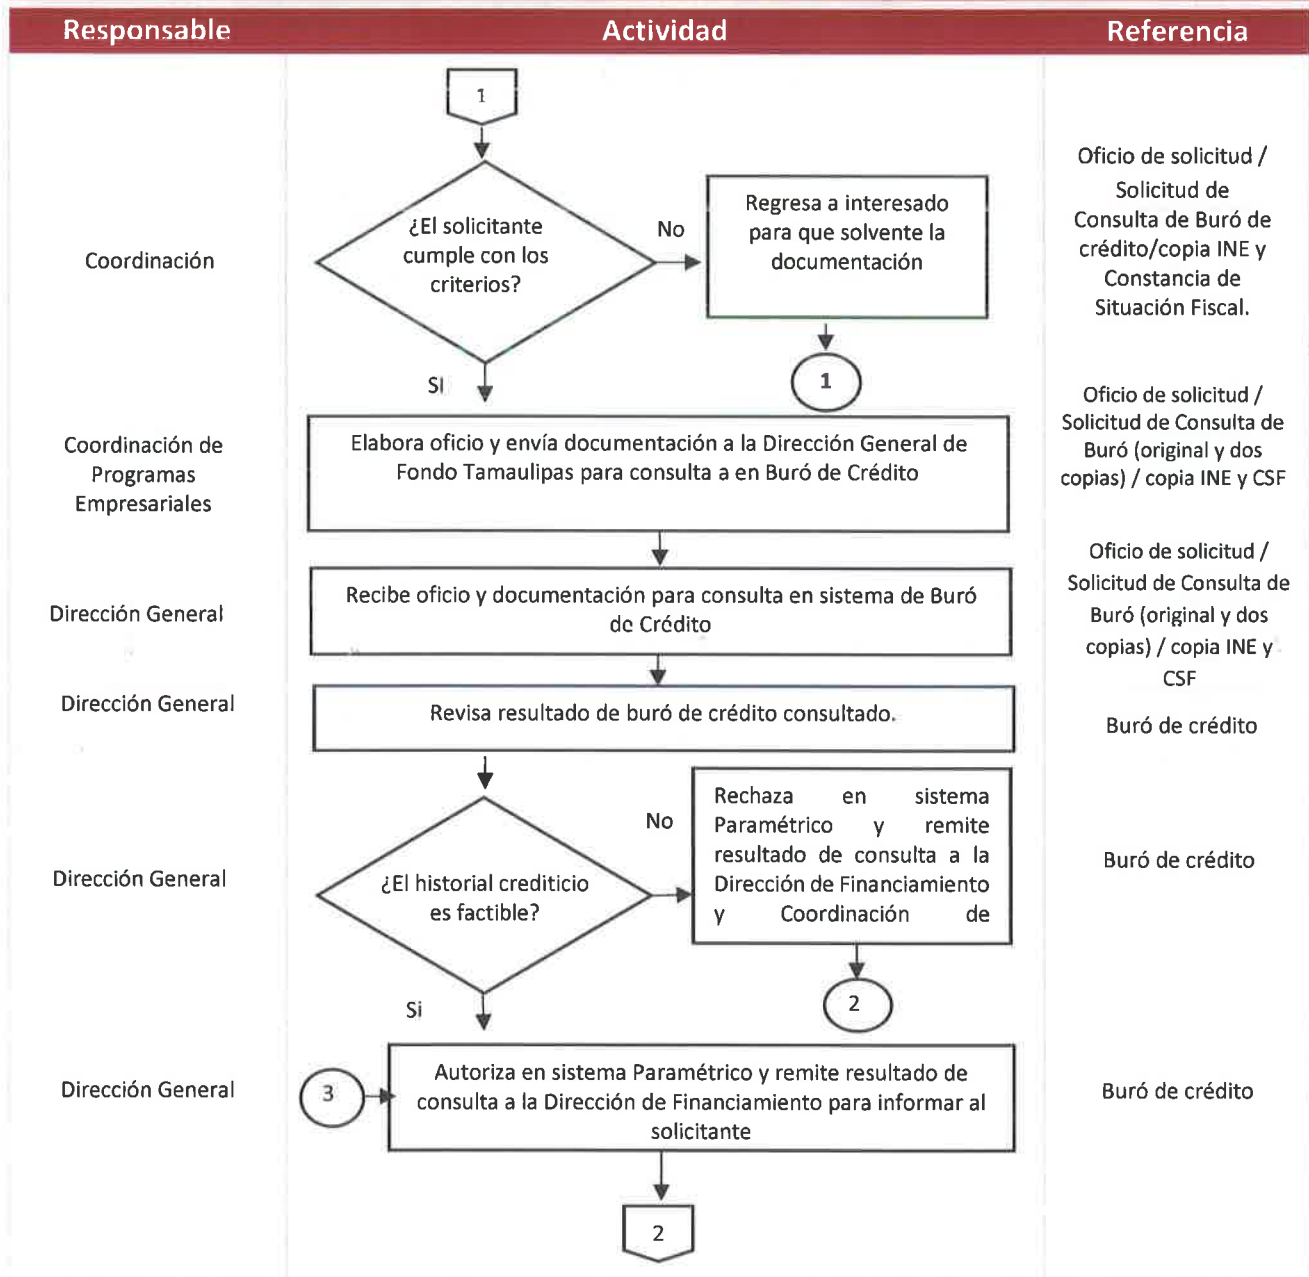 Responsable
Actividad
Referencia
1
Coordinación
¿El solicitante
cumple con los
criterios?
No
Regresa a interesado
para que solvente la
documentación
Oficio de solicitud /
Solicitud de
Consulta de Buró de
crédito/copia INE y
Constancia de
Situación Fiscal.
1
SI
Coordinación de
Programas
Empresariales
Elabora oficio y envía documentación a la Dirección General de
Fondo Tamaulipas para consulta a en Buró de Crédito
Oficio de solicitud /
Solicitud de Consulta de
Buró (original y dos
copias) / copia INE y CSF
Dirección General
Recibe oficio y documentación para consulta en sistema de Buró
de Crédito
Oficio de solicitud /
Solicitud de Consulta de
Buró (original y dos
copias) / copia INE y
CSF
Dirección General
Revisa resultado de buró de crédito consultado.
Buró de crédito
Dirección General
¿El historial crediticio
es factible?
No
Rechaza en sistema
Paramétrico y remite
resultado de consulta a la
Dirección de Financiamiento
y Coordinación de
Buró de crédito
2
Si
Dirección General
3
Autoriza en sistema Paramétrico y remite resultado de
consulta a la Dirección de Financiamiento para informar al
solicitante
Buró de crédito
2